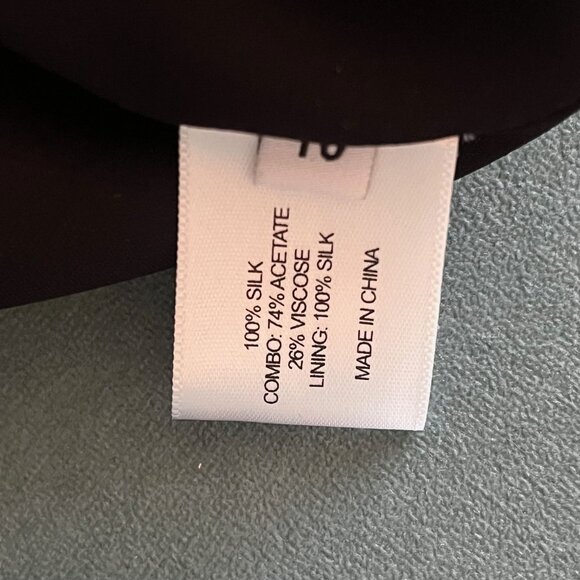 100% SILK
COMBO: 74% ACETATE
26% VISCOSE
LINING: 100% SILK
MADE IN CHINA